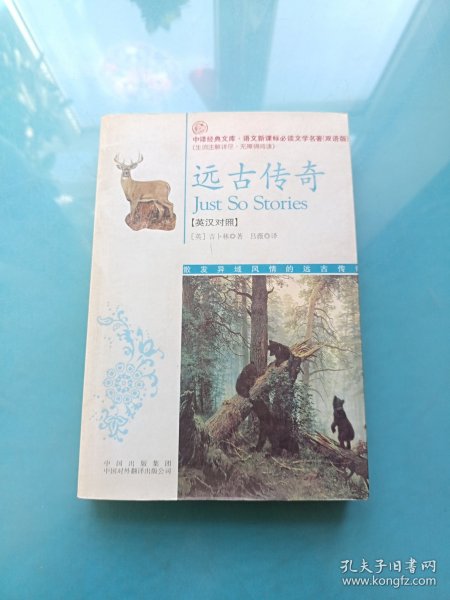 中译经典文库·语文新课标必读文学名著(双语版)
(生词注解详尽·无障碍阅读)
远古传奇
Just So Stories
【英汉对照】
[英]吉卜林◎著 吕薇◎译
散发异域风情的远古传奇
中国出版集团
中国对外翻译出版公司
孔夫子旧书网
www.kongfz.com